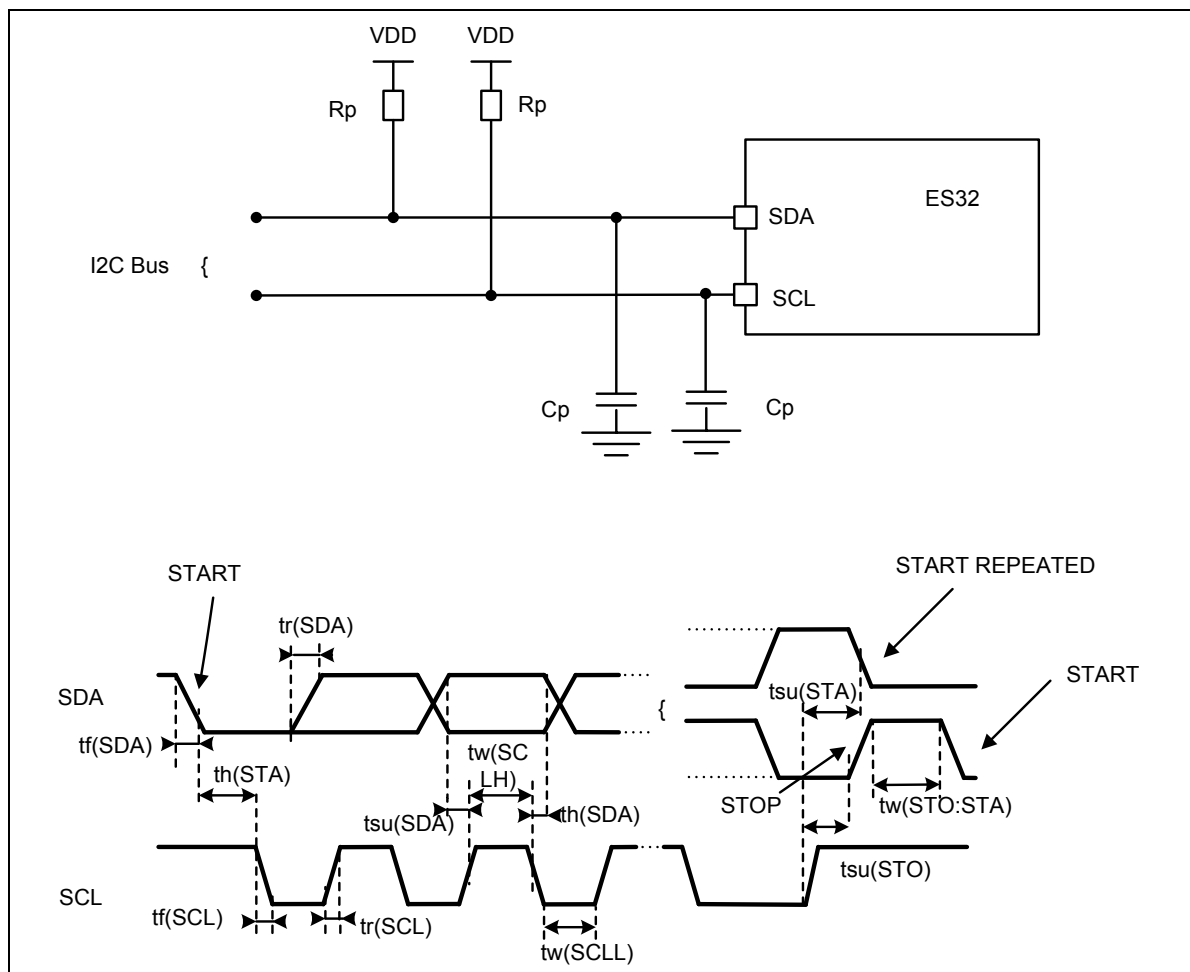 VDD VDD
Rp Rp
ES32
SDA
I2C Bus {
SCL
Cp Cp
START
START REPEATED
tr(SDA)
START
SDA
tsu(STA)
{
tf(SDA)
tw(SC
LH)
th(STA)
STOP
tw(STO:STA)
tsu(SDA)
th(SDA)
tsu(STO)
SCL
tf(SCL)
tr(SCL)
tw(SCLL)